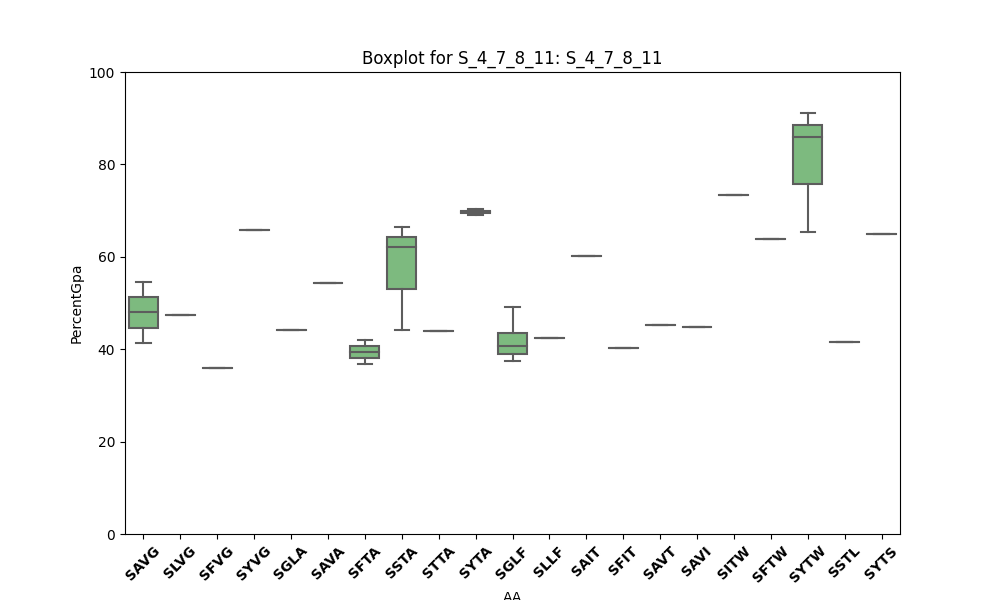 Boxplot for S_4_7_8_11: S_4_7_8_11
100
80
60
40
20
0
PercentGpa
SAVG SLVG SFVG SYVG SGLA SAVA SFTA SSTA STTA SYTA SGLF SLLF SAIT SFIT SAVT SAVI SITW SFTW SYTW SSTL SYTS
AA